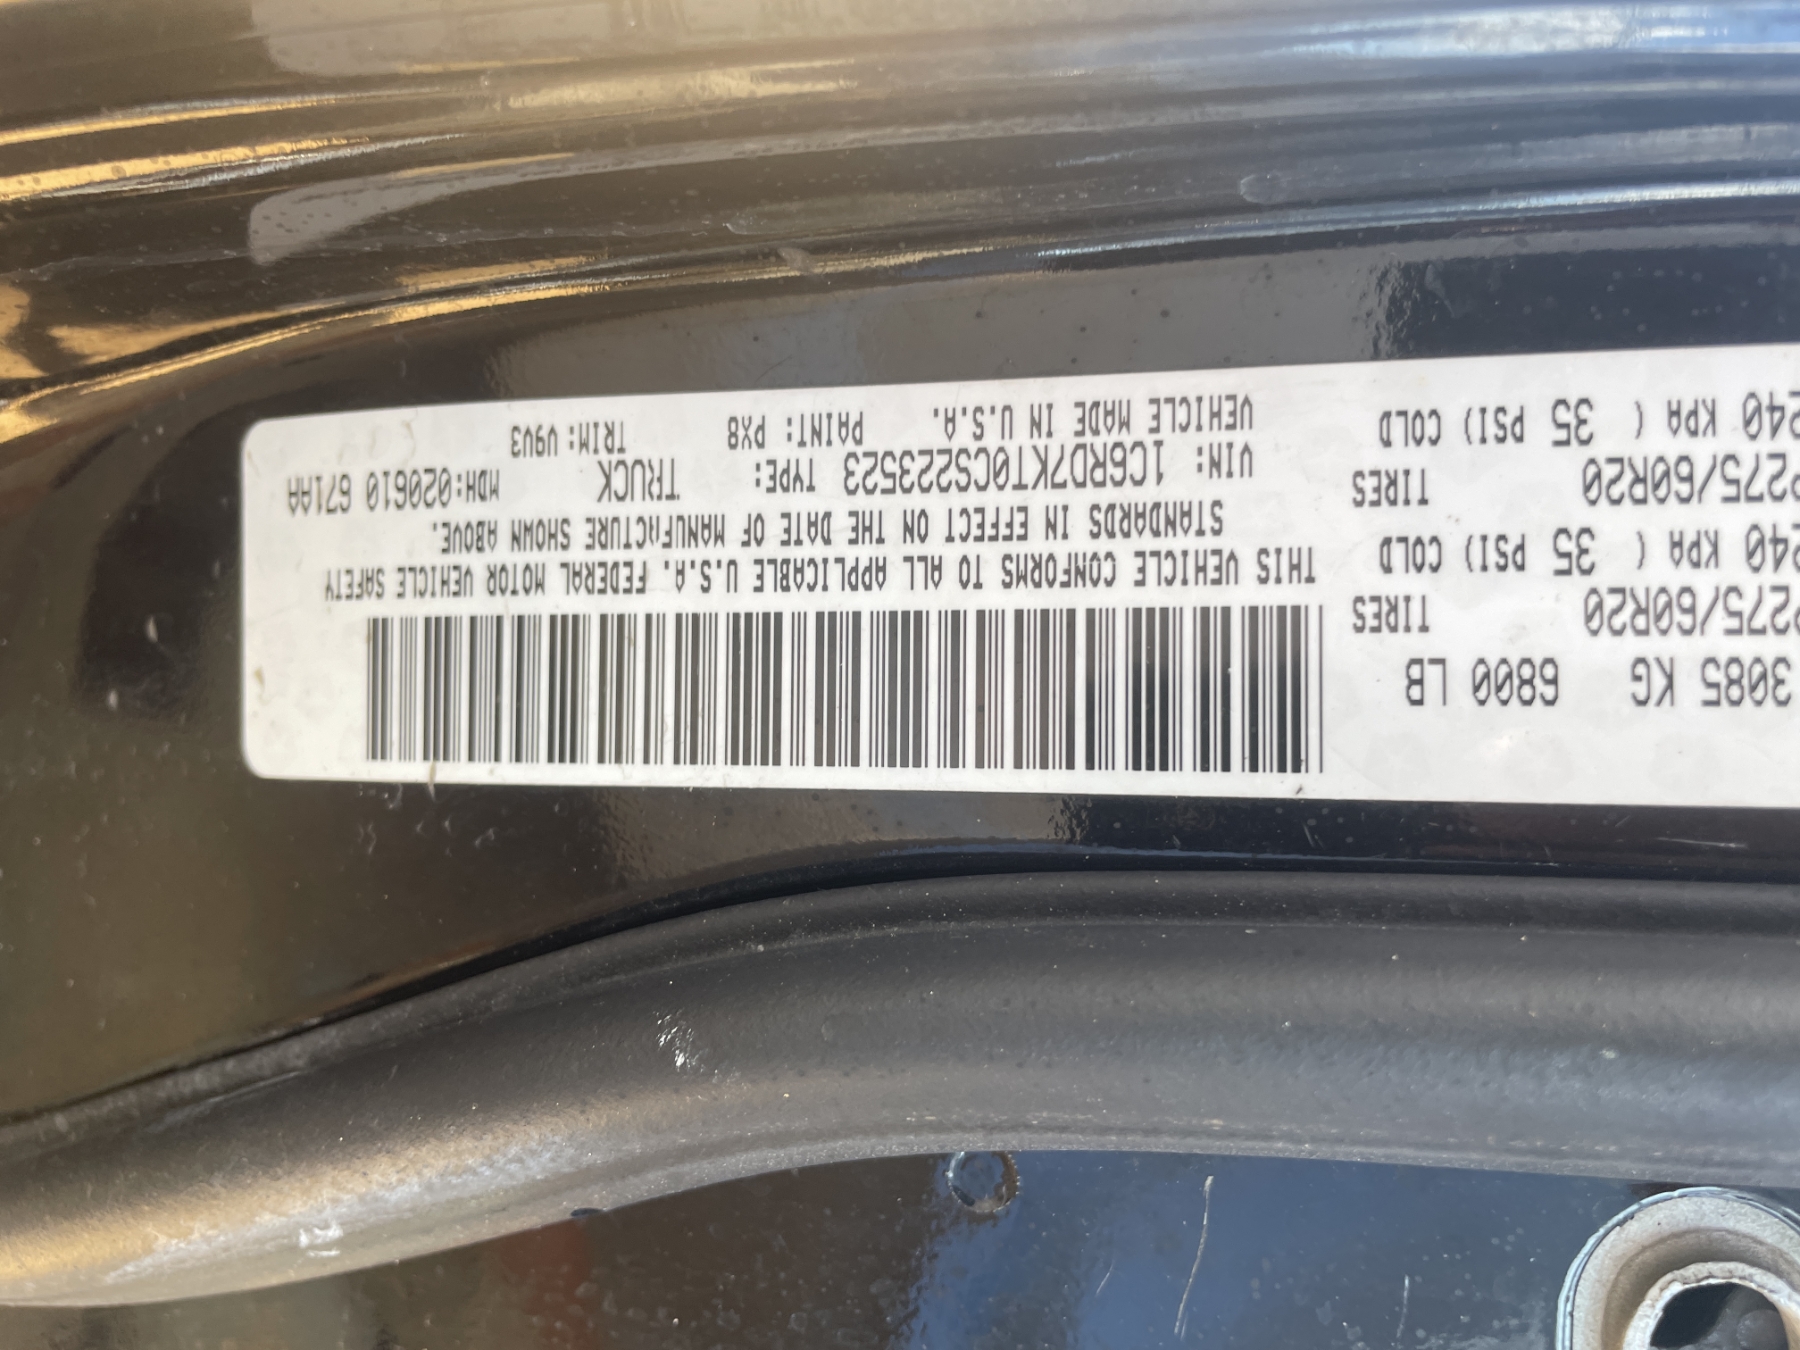 3085 KG 6800 LB
P275/60R20 TIRES
240 KPA ( 35 PSI) COLD
P275/60R20 TIRES
240 KPA ( 35 PSI) COLD
THIS VEHICLE CONFORMS TO ALL APPLICABLE U.S.A. FEDERAL MOTOR VEHICLE SAFETY
STANDARDS IN EFFECT ON THE DATE OF MANUFACTURE SHOWN ABOVE.
VIN: 1C6RD7KT0CS223523 TYPE: TRUCK MDH:020610 671AA
VEHICLE MADE IN U.S.A. PAINT: PX8 TRIM: V9V3